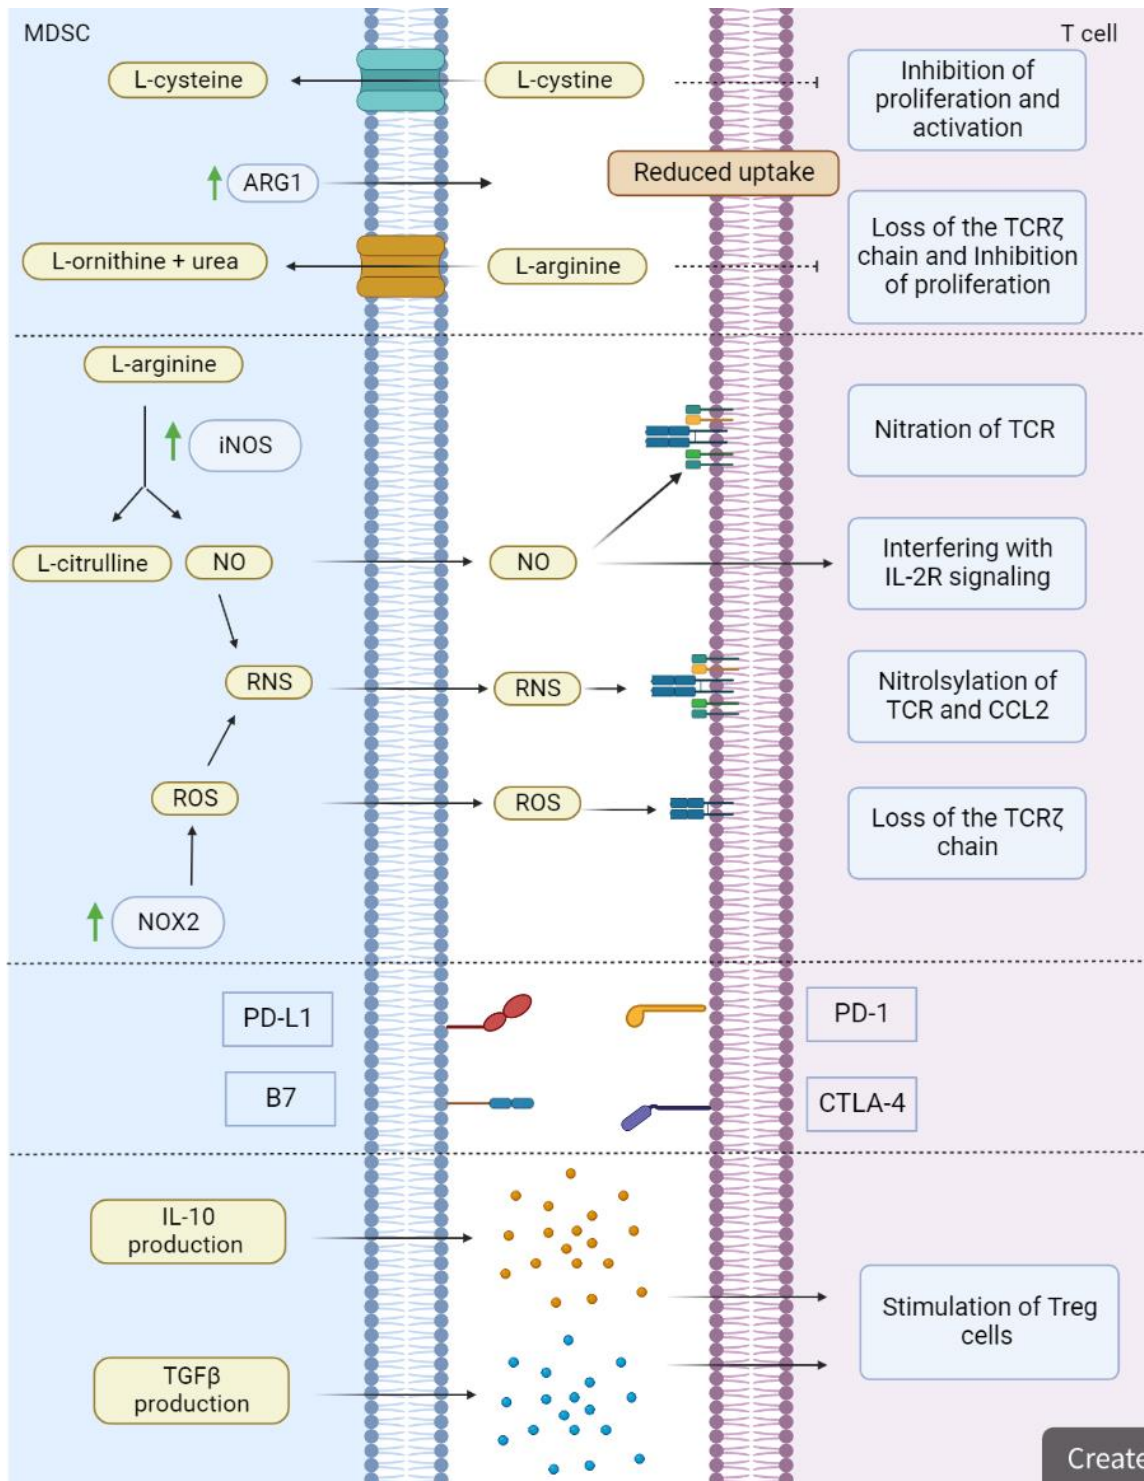 MDSC
T cell
L-cysteine
L-cystine
Inhibition of
proliferation and
activation
ARG1
Reduced uptake
L-ornithine + urea
L-arginine
Loss of the TCRζ
chain and Inhibition
of proliferation
L-arginine
iNOS
Nitration of TCR
L-citrulline
NO
NO
Interfering with
IL-2R signaling
RNS
RNS
Nitrolsylation of
TCR and CCL2
ROS
ROS
Loss of the TCRζ
chain
NOX2
PD-L1
PD-1
B7
CTLA-4
IL-10
production
Stimulation of Treg
cells
TGFβ
production
Create